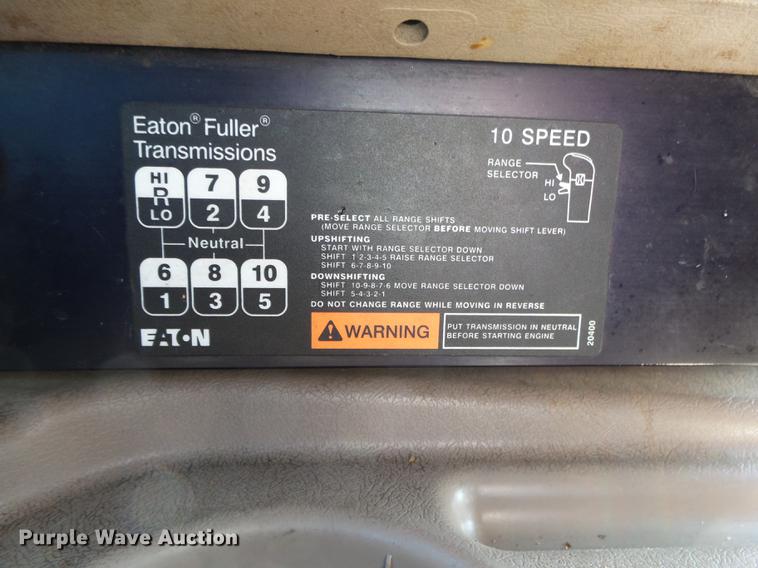 Eaton® Fuller®
Transmissions
10 SPEED
RANGE
SELECTOR
HI
LO
HI 7 9
R
LO 2 4
Neutral
6 8 10
1 3 5
PRE-SELECT ALL RANGE SHIFTS
(MOVE RANGE SELECTOR BEFORE MOVING SHIFT LEVER)
UPSHIFTING
START WITH RANGE SELECTOR DOWN
SHIFT 1-2-3-4-5 RAISE RANGE SELECTOR
SHIFT 6-7-8-9-10
DOWNSHIFTING
SHIFT 10-9-8-7-6 MOVE RANGE SELECTOR DOWN
SHIFT 5-4-3-2-1
DO NOT CHANGE RANGE WHILE MOVING IN REVERSE
EATON
WARNING
PUT TRANSMISSION IN NEUTRAL
BEFORE STARTING ENGINE
20400
Purple Wave Auction